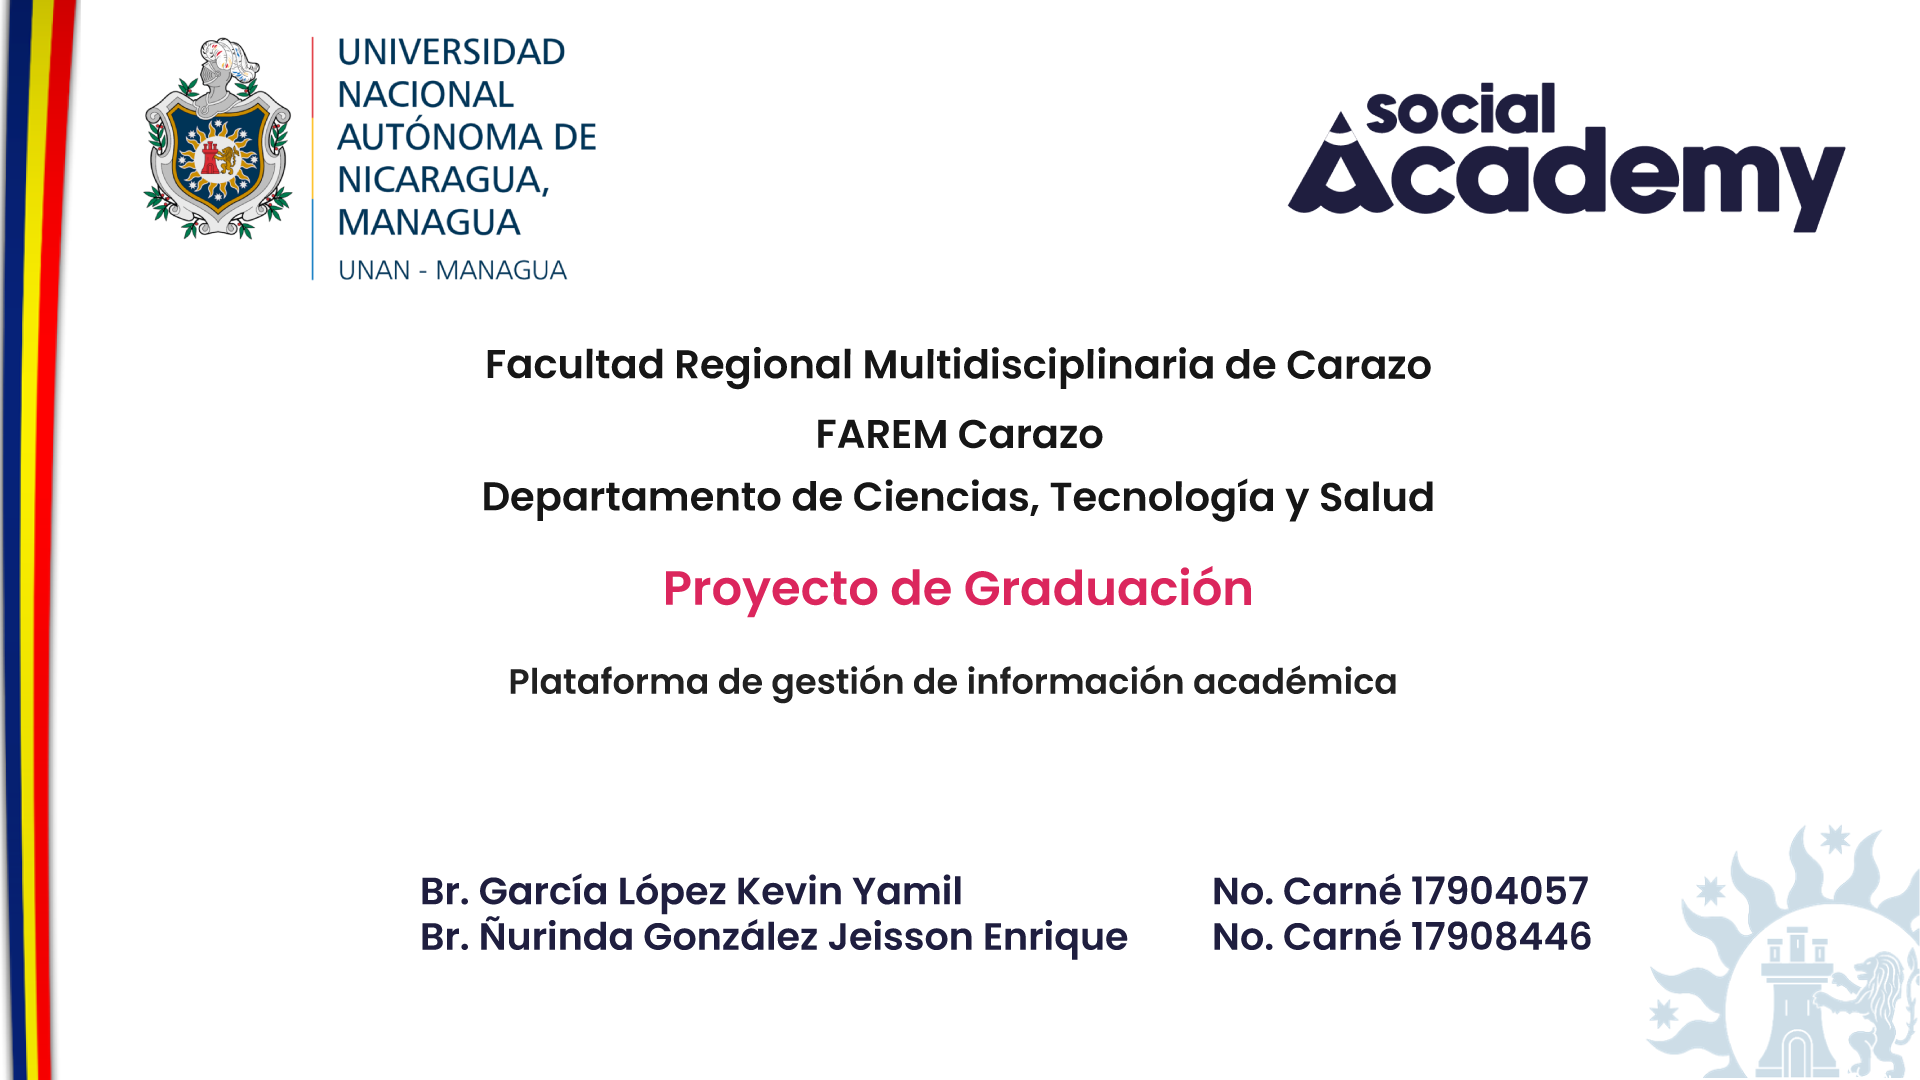 UNIVERSIDAD
NACIONAL
AUTÓNOMA DE
NICARAGUA,
MANAGUA
UNAN - MANAGUA
social
Academy
Facultad Regional Multidisciplinaria de Carazo
FAREM Carazo
Departamento de Ciencias, Tecnología y Salud
Proyecto de Graduación
Plataforma de gestión de información académica
Br. García López Kevin Yamil No. Carné 17904057
Br. Ñurinda González Jeisson Enrique No. Carné 17908446